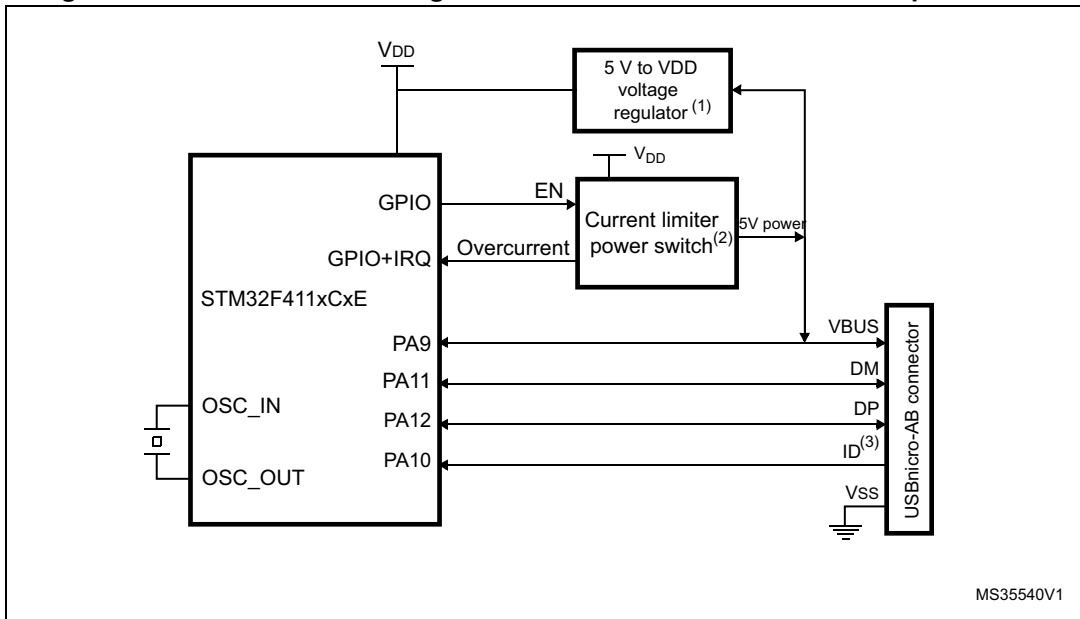 VDD
5 V to VDD
voltage
regulator (1)
VDD
GPIO
EN
Current limiter
power switch(2)
5V power
GPIO+IRQ
Overcurrent
STM32F411xCxE
PA9
VBUS
PA11
DM
OSC_IN
PA12
DP
PA10
ID(3)
OSC_OUT
VSS
USBnicro-AB connector
MS35540V1